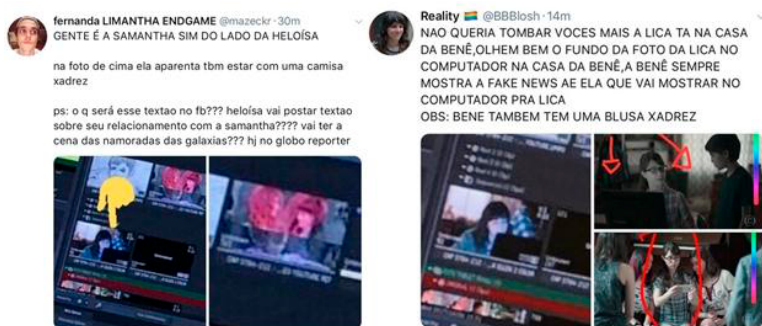 fernanda LIMANTHA ENDGAME @mazeckr · 30m
GENTE É A SAMANTHA SIM DO LADO DA HELOÍSA
na foto de cima ela aparenta tbm estar com uma camisa
xadrez
ps: o q será esse textao no fb??? heloísa vai postar textao
sobre seu relacionamento com a samantha???? vai ter a
cena das namoradas das galaxias??? hj no globo reporter
Reality 🏳️‍🌈 @BBBlosh · 14m
NAO QUERIA TOMBAR VOCES MAIS A LICA TA NA CASA
DA BENÊ,OLHEM BEM O FUNDO DA FOTO DA LICA NO
COMPUTADOR NA CASA DA BENÊ,A BENÊ SEMPRE
MOSTRA A FAKE NEWS AE ELA QUE VAI MOSTRAR NO
COMPUTADOR PRA LICA
OBS: BENE TAMBEM TEM UMA BLUSA XADREZ